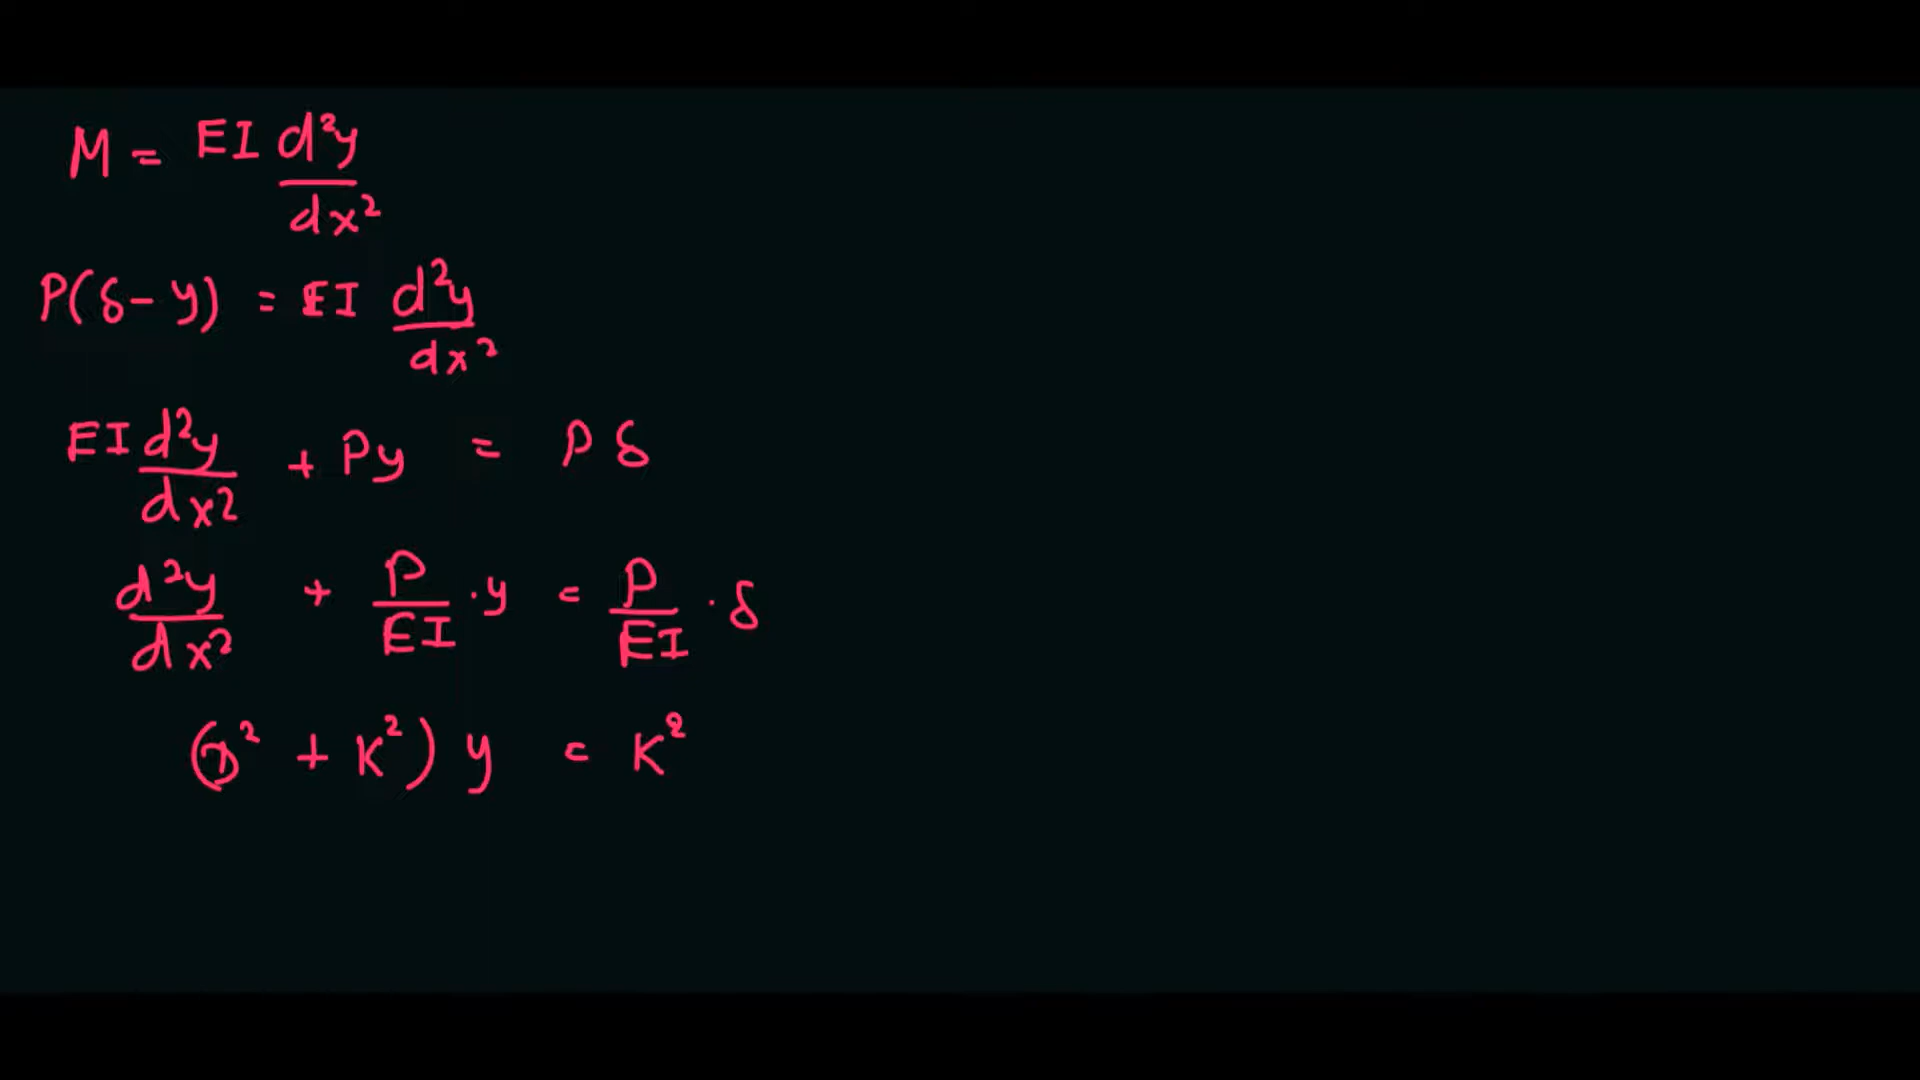 M = EI d²y/dx²
P(δ - y) = EI d²y/dx²
EI d²y/dx² + Py = Pδ
d²y/dx² + P/EI · y = P/EI · δ
(D² + K²) y = K²